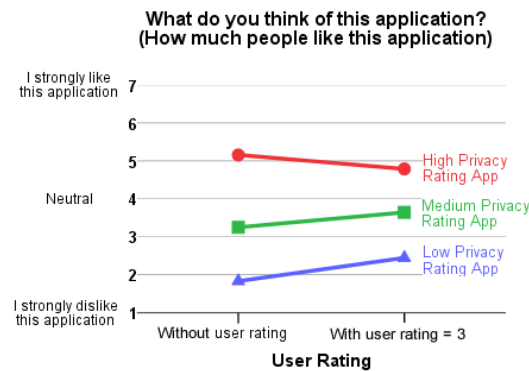 What do you think of this application?
(How much people like this application)
I strongly like
this application
7
6
5
High Privacy
Rating App
Neutral
4
Medium Privacy
Rating App
3
Low Privacy
Rating App
2
I strongly dislike
this application
1
Without user rating
With user rating = 3
User Rating